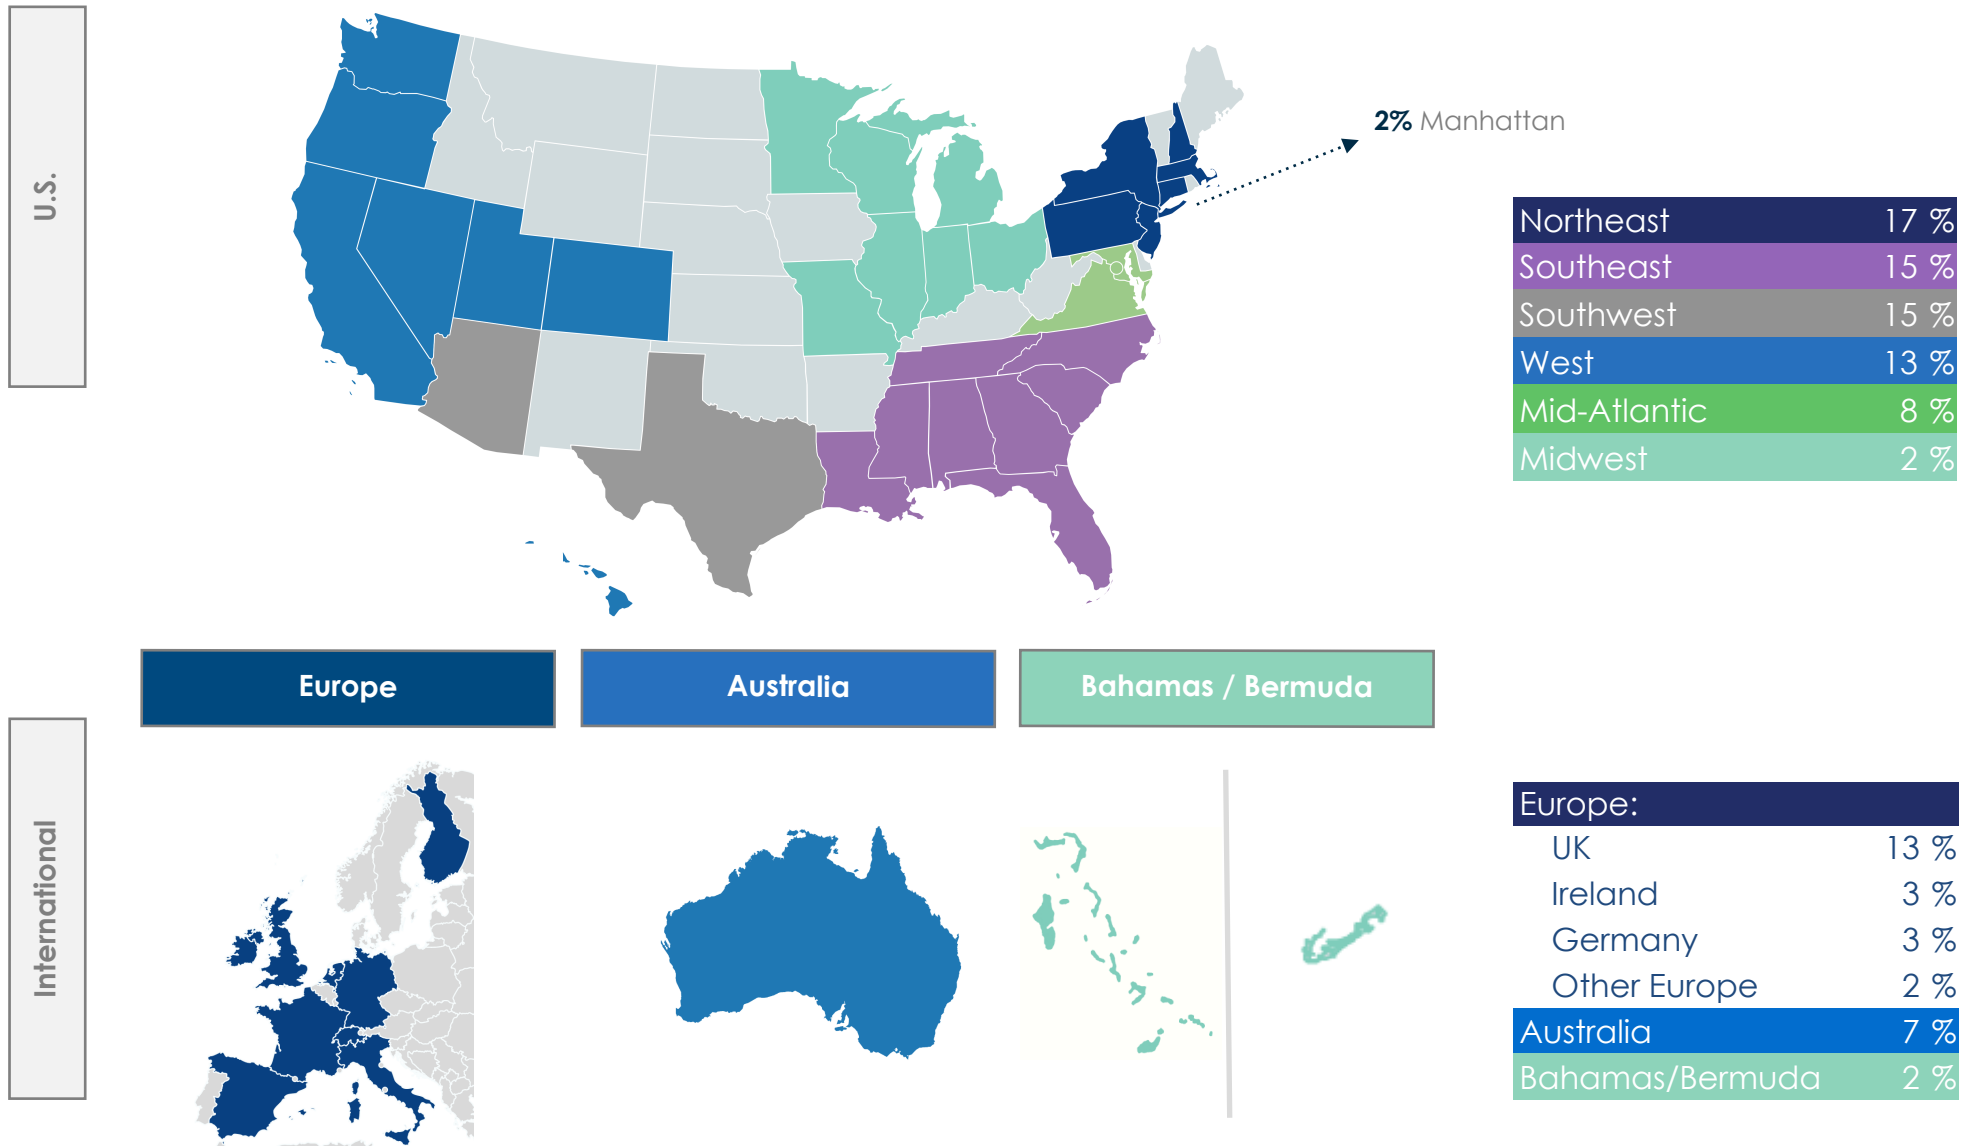 U.S.
2% Manhattan
Northeast 17 %
Southeast 15 %
Southwest 15 %
West 13 %
Mid-Atlantic 8 %
Midwest 2 %
Europe
Australia
Bahamas / Bermuda
International
Europe:
UK 13 %
Ireland 3 %
Germany 3 %
Other Europe 2 %
Australia 7 %
Bahamas/Bermuda 2 %